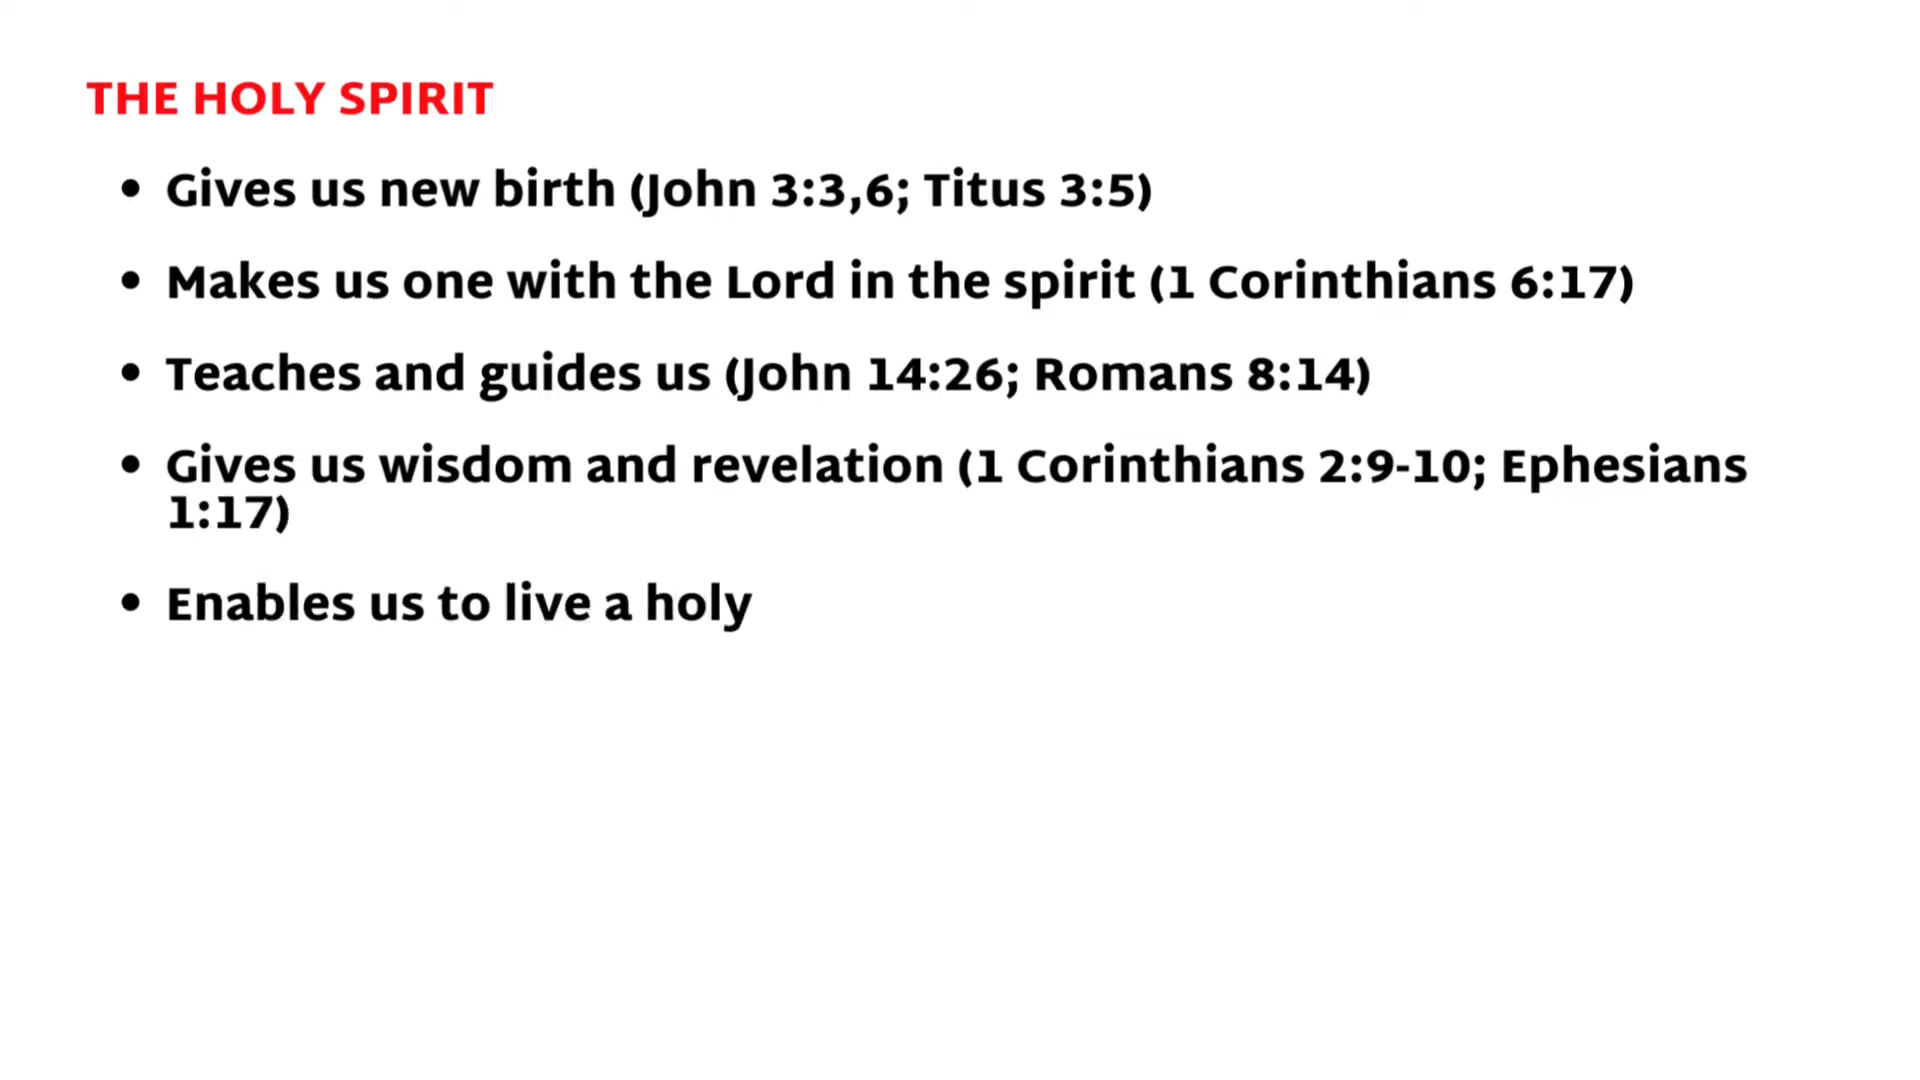 THE HOLY SPIRIT
• Gives us new birth (John 3:3,6; Titus 3:5)
• Makes us one with the Lord in the spirit (1 Corinthians 6:17)
• Teaches and guides us (John 14:26; Romans 8:14)
• Gives us wisdom and revelation (1 Corinthians 2:9-10; Ephesians
1:17)
• Enables us to live a holy